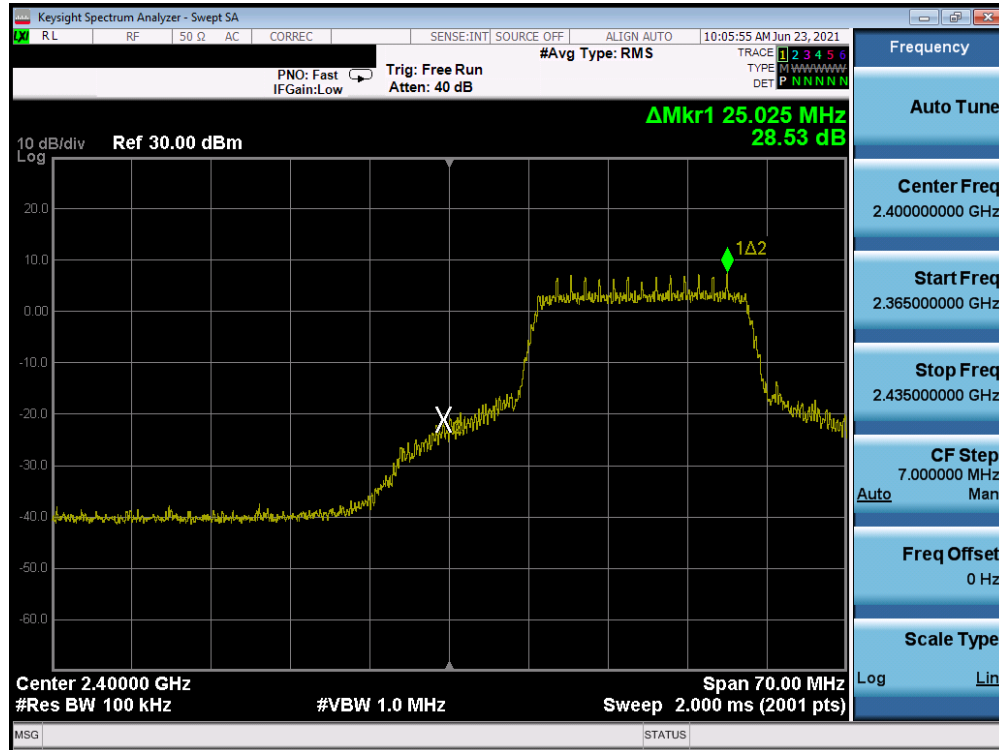 Keysight Spectrum Analyzer - Swept SA
LXI RL RF 50 Ω AC CORREC SENSE:INT SOURCE OFF ALIGN AUTO 10:05:55 AM Jun 23, 2021
#Avg Type: RMS
TRACE 1 2 3 4 5 6
TYPE M W W W W W
DET P N N N N N
PNO: Fast
IFGain:Low
Trig: Free Run
Atten: 40 dB
ΔMkr1 25.025 MHz
28.53 dB
10 dB/div Ref 30.00 dBm
Log
20.0
10.0
0.00
-10.0
-20.0
-30.0
-40.0
-50.0
-60.0
1Δ2
X
Center 2.40000 GHz Span 70.00 MHz
#Res BW 100 kHz #VBW 1.0 MHz Sweep 2.000 ms (2001 pts)
MSG STATUS
Frequency
Auto Tune
Center Freq
2.400000000 GHz
Start Freq
2.365000000 GHz
Stop Freq
2.435000000 GHz
CF Step
7.000000 MHz
Auto Man
Freq Offset
0 Hz
Scale Type
Log Lin